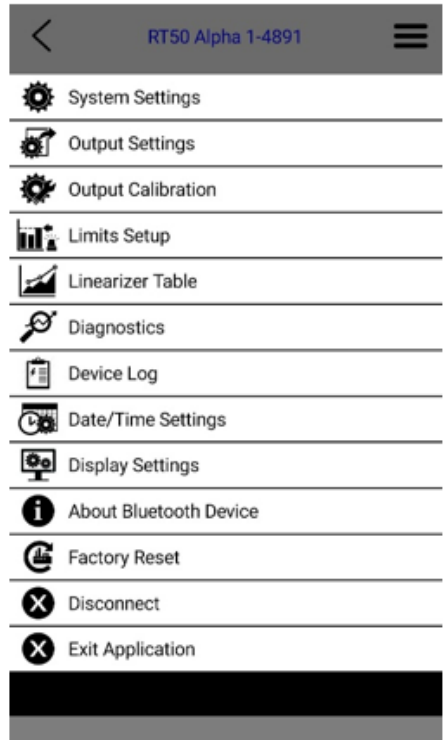 RT50 Alpha 1-4891
System Settings
Output Settings
Output Calibration
Limits Setup
Linearizer Table
Diagnostics
Device Log
Date/Time Settings
Display Settings
About Bluetooth Device
Factory Reset
Disconnect
Exit Application